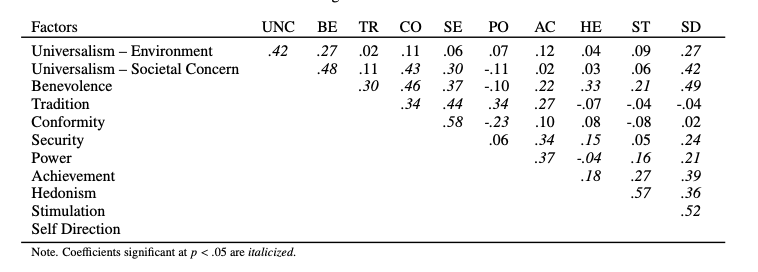 Factors UNC BE TR CO SE PO AC HE ST SD
Universalism – Environment .42 .27 .02 .11 .06 .07 .12 .04 .09 .27
Universalism – Societal Concern .48 .11 .43 .30 -.11 .02 .03 .06 .42
Benevolence .30 .46 .37 -.10 .22 .33 .21 .49
Tradition .34 .44 .34 .27 -.07 -.04 -.04
Conformity .58 -.23 .10 .08 -.08 .02
Security .06 .34 .15 .05 .24
Power .37 -.04 .16 .21
Achievement .18 .27 .39
Hedonism .57 .36
Stimulation .52
Self Direction
Note. Coefficients significant at p < .05 are italicized.